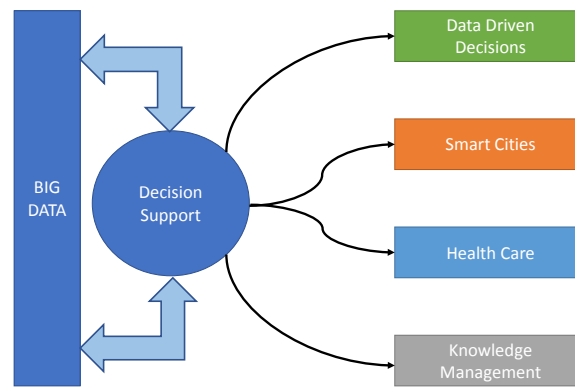 BIG
DATA
Decision
Support
Data Driven
Decisions
Smart Cities
Health Care
Knowledge
Management